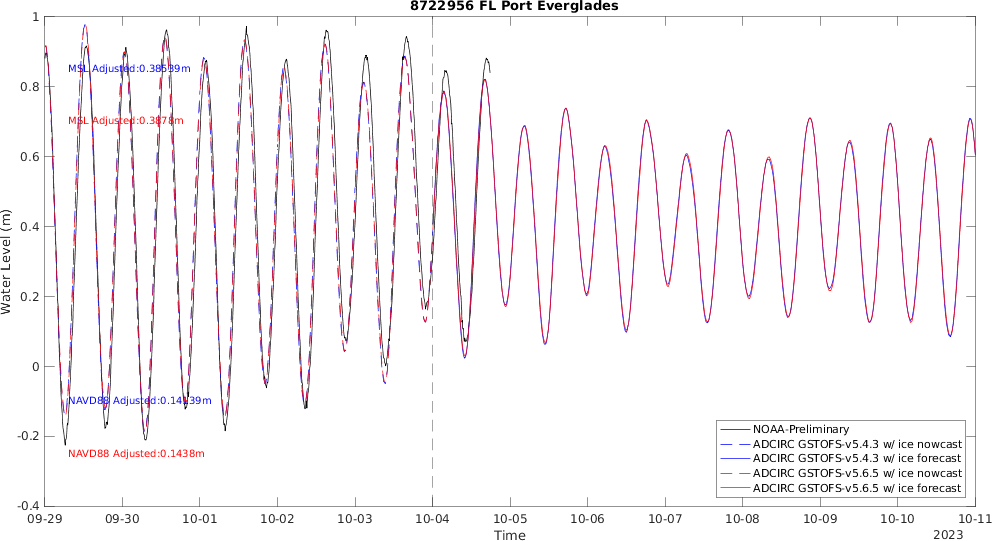 8722956 FL Port Everglades
1
0.8
0.6
0.4
0.2
0
-0.2
-0.4
Water Level (m)
MSL Adjusted:0.38539m
MSL Adjusted:0.3878m
NAVD88 Adjusted:0.14139m
NAVD88 Adjusted:0.1438m
NOAA-Preliminary
ADCIRC GSTOFS-v5.4.3 w/ ice nowcast
ADCIRC GSTOFS-v5.4.3 w/ ice forecast
ADCIRC GSTOFS-v5.6.5 w/ ice nowcast
ADCIRC GSTOFS-v5.6.5 w/ ice forecast
09-29 09-30 10-01 10-02 10-03 10-04 10-05 10-06 10-07 10-08 10-09 10-10 10-11
Time
2023